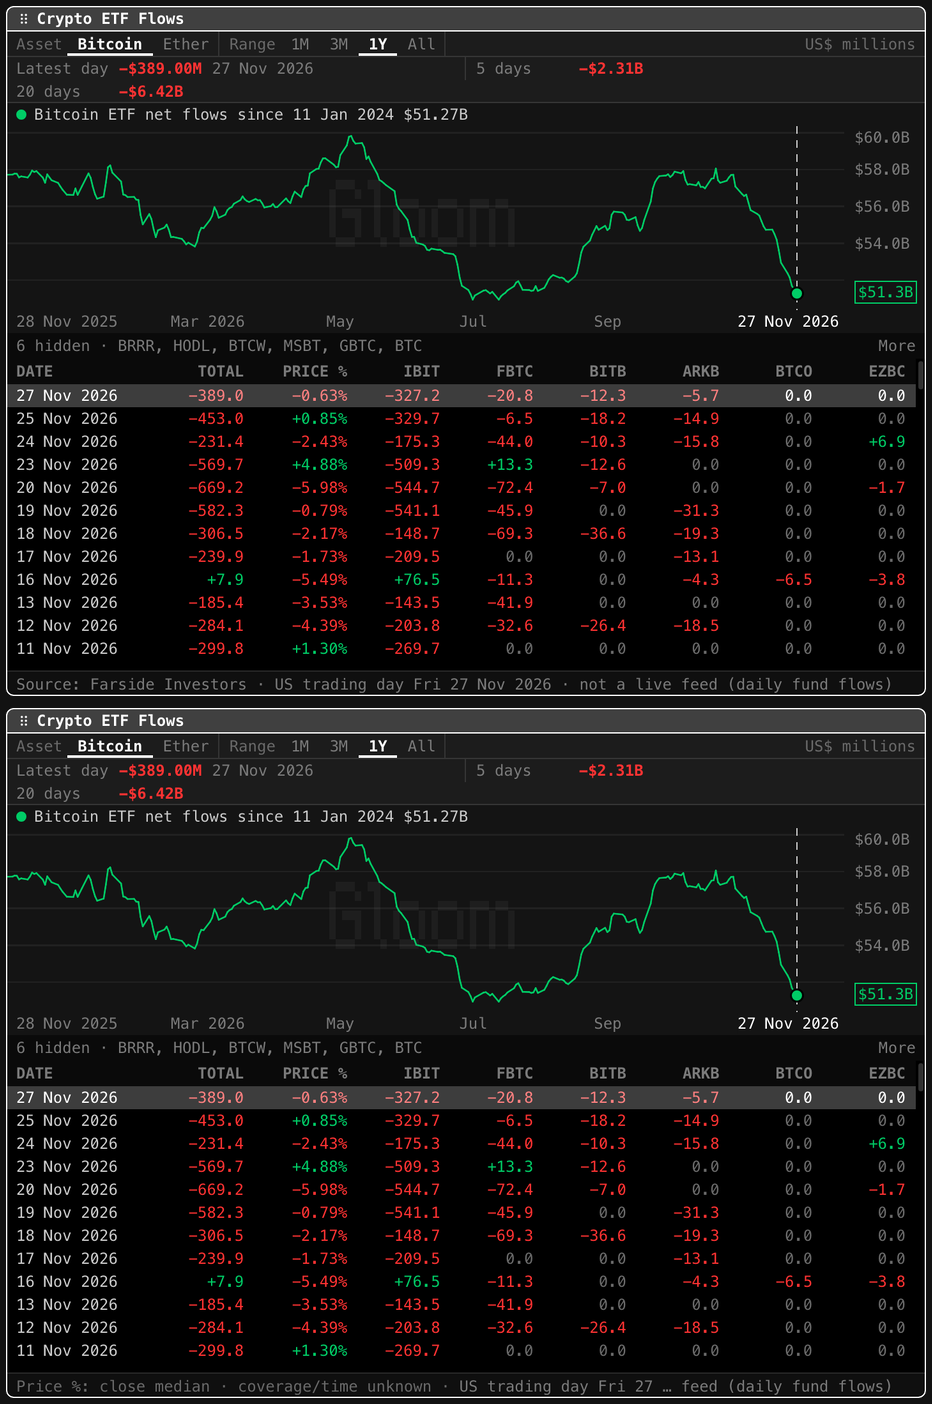 ⠿ Crypto ETF Flows
Asset Bitcoin Ether Range 1M 3M 1Y All US$ millions
Latest day −$389.00M 27 Nov 2026 5 days −$2.31B
20 days −$6.42B
Bitcoin ETF net flows since 11 Jan 2024 $51.27B
$60.0B
$58.0B
Gloom
$56.0B
$54.0B
$51.3B
28 Nov 2025 Mar 2026 May Jul Sep 27 Nov 2026
6 hidden · BRRR, HODL, BTCW, MSBT, GBTC, BTC More
DATE TOTAL PRICE % IBIT FBTC BITB ARKB BTCO EZBC
27 Nov 2026 −389.0 −0.63% −327.2 −20.8 −12.3 −5.7 0.0 0.0
25 Nov 2026 −453.0 +0.85% −329.7 −6.5 −18.2 −14.9 0.0 0.0
24 Nov 2026 −231.4 −2.43% −175.3 −44.0 −10.3 −15.8 0.0 +6.9
23 Nov 2026 −569.7 +4.88% −509.3 +13.3 −12.6 0.0 0.0 0.0
20 Nov 2026 −669.2 −5.98% −544.7 −72.4 −7.0 0.0 0.0 −1.7
19 Nov 2026 −582.3 −0.79% −541.1 −45.9 0.0 −31.3 0.0 0.0
18 Nov 2026 −306.5 −2.17% −148.7 −69.3 −36.6 −19.3 0.0 0.0
17 Nov 2026 −239.9 −1.73% −209.5 0.0 0.0 −13.1 0.0 0.0
16 Nov 2026 +7.9 −5.49% +76.5 −11.3 0.0 −4.3 −6.5 −3.8
13 Nov 2026 −185.4 −3.53% −143.5 −41.9 0.0 0.0 0.0 0.0
12 Nov 2026 −284.1 −4.39% −203.8 −32.6 −26.4 −18.5 0.0 0.0
11 Nov 2026 −299.8 +1.30% −269.7 0.0 0.0 0.0 0.0 0.0
Source: Farside Investors · US trading day Fri 27 Nov 2026 · not a live feed (daily fund flows)
⠿ Crypto ETF Flows
Asset Bitcoin Ether Range 1M 3M 1Y All US$ millions
Latest day −$389.00M 27 Nov 2026 5 days −$2.31B
20 days −$6.42B
Bitcoin ETF net flows since 11 Jan 2024 $51.27B
$60.0B
$58.0B
Gloom
$56.0B
$54.0B
$51.3B
28 Nov 2025 Mar 2026 May Jul Sep 27 Nov 2026
6 hidden · BRRR, HODL, BTCW, MSBT, GBTC, BTC More
DATE TOTAL PRICE % IBIT FBTC BITB ARKB BTCO EZBC
27 Nov 2026 −389.0 −0.63% −327.2 −20.8 −12.3 −5.7 0.0 0.0
25 Nov 2026 −453.0 +0.85% −329.7 −6.5 −18.2 −14.9 0.0 0.0
24 Nov 2026 −231.4 −2.43% −175.3 −44.0 −10.3 −15.8 0.0 +6.9
23 Nov 2026 −569.7 +4.88% −509.3 +13.3 −12.6 0.0 0.0 0.0
20 Nov 2026 −669.2 −5.98% −544.7 −72.4 −7.0 0.0 0.0 −1.7
19 Nov 2026 −582.3 −0.79% −541.1 −45.9 0.0 −31.3 0.0 0.0
18 Nov 2026 −306.5 −2.17% −148.7 −69.3 −36.6 −19.3 0.0 0.0
17 Nov 2026 −239.9 −1.73% −209.5 0.0 0.0 −13.1 0.0 0.0
16 Nov 2026 +7.9 −5.49% +76.5 −11.3 0.0 −4.3 −6.5 −3.8
13 Nov 2026 −185.4 −3.53% −143.5 −41.9 0.0 0.0 0.0 0.0
12 Nov 2026 −284.1 −4.39% −203.8 −32.6 −26.4 −18.5 0.0 0.0
11 Nov 2026 −299.8 +1.30% −269.7 0.0 0.0 0.0 0.0 0.0
Price %: close median · coverage/time unknown · US trading day Fri 27 … feed (daily fund flows)